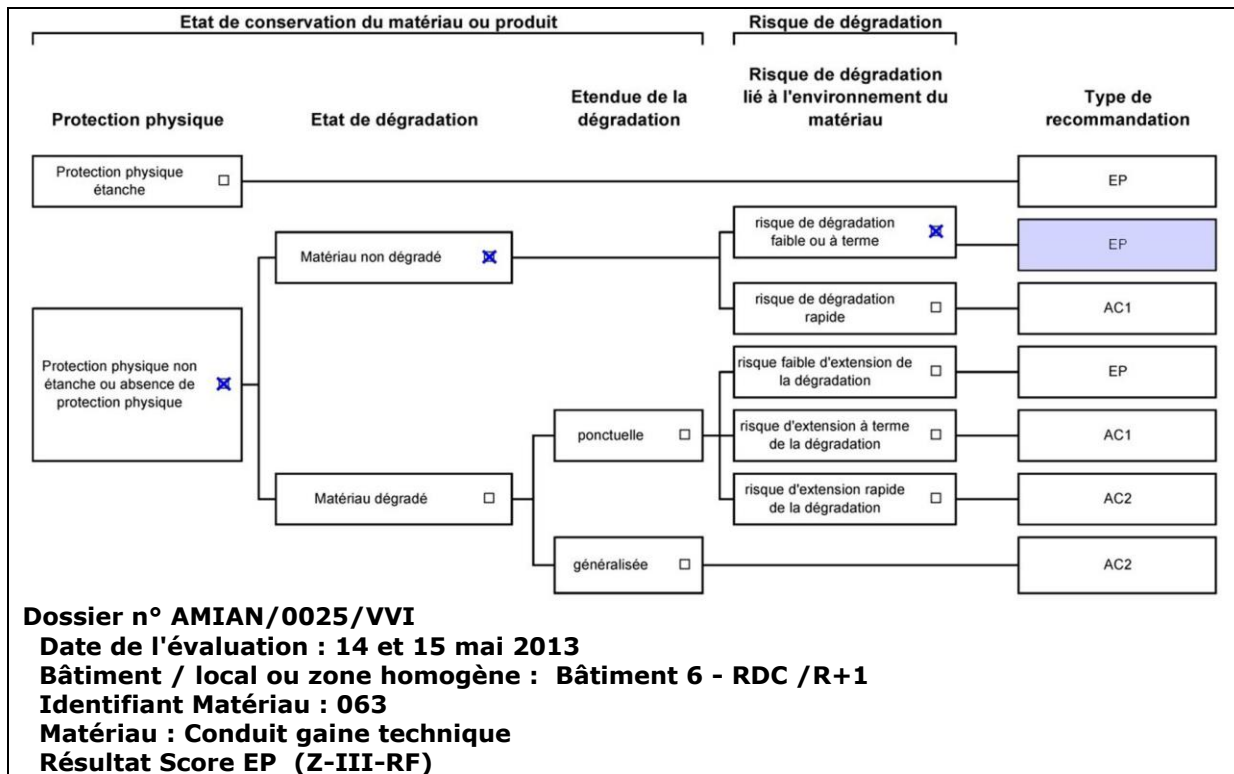 Etat de conservation du matériau ou produit
Risque de dégradation
Protection physique
Etat de dégradation
Etendue de la
dégradation
Risque de dégradation
lié à l'environnement du
matériau
Type de
recommandation
Protection physique
étanche
EP
risque de dégradation
faible ou à terme
EP
Matériau non dégradé
risque de dégradation
rapide
AC1
Protection physique non
étanche ou absence de
protection physique
risque faible d'extension de
la dégradation
EP
ponctuelle
risque d'extension à terme
de la dégradation
AC1
Matériau dégradé
risque d'extension rapide
de la dégradation
AC2
généralisée
AC2
Dossier n° AMIAN/0025/VVI
Date de l'évaluation : 14 et 15 mai 2013
Bâtiment / local ou zone homogène : Bâtiment 6 - RDC /R+1
Identifiant Matériau : 063
Matériau : Conduit gaine technique
Résultat Score EP (Z-III-RF)